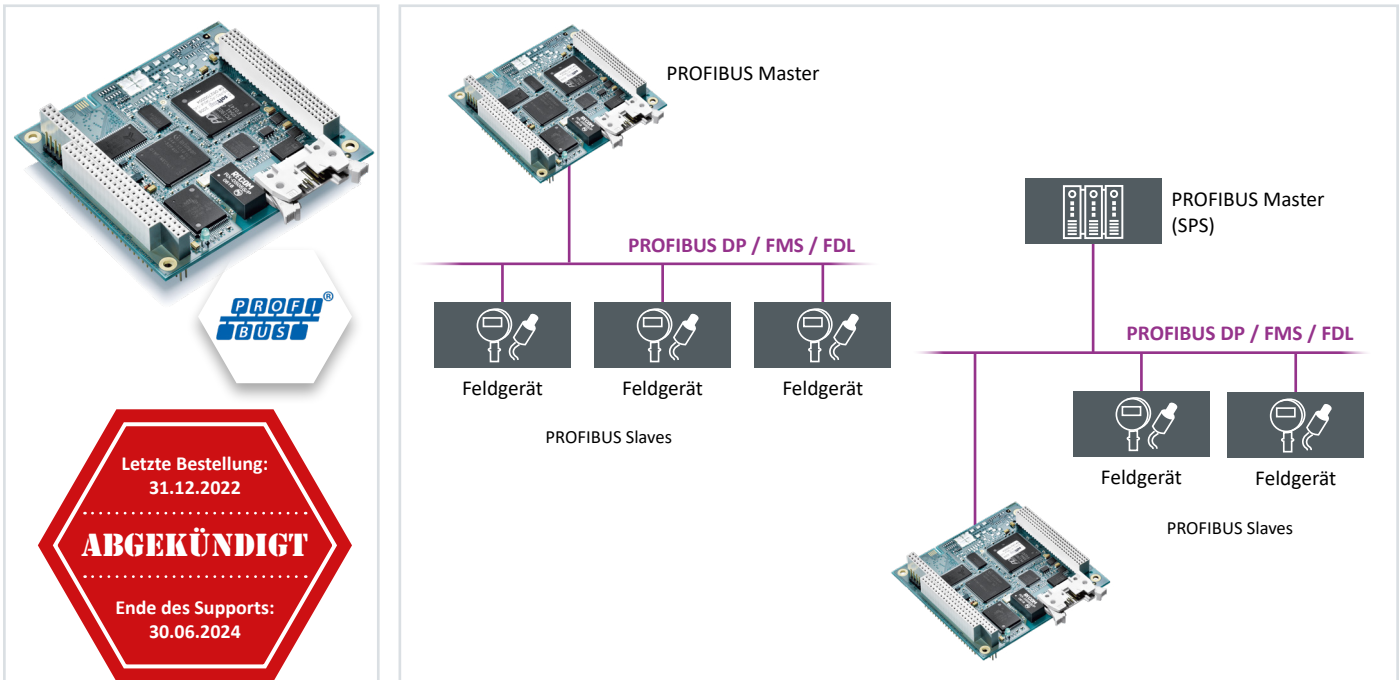 PROFI
BUS
®
Letzte Bestellung:
31.12.2022
ABGEKÜNDIGT
Ende des Supports:
30.06.2024
PROFIBUS Master
PROFIBUS DP / FMS / FDL
Feldgerät
Feldgerät
Feldgerät
PROFIBUS Slaves
PROFIBUS Master
(SPS)
PROFIBUS DP / FMS / FDL
Feldgerät
Feldgerät
PROFIBUS Slaves
RECOM